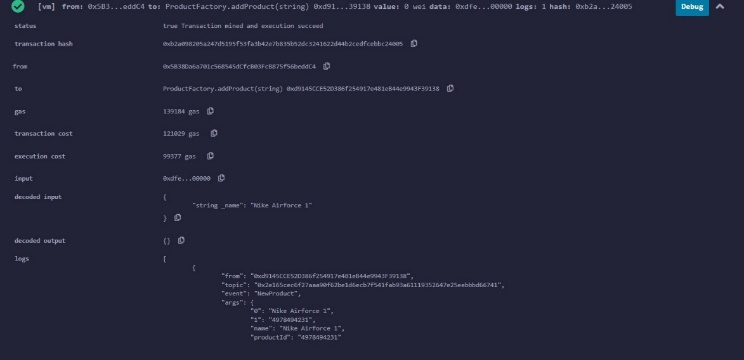 [vm] from: 0x5B3...eddC4 to: ProductFactory.addProduct(string) 0xd91...39138 value: 0 wei data: 0xdfe...00000 logs: 1 hash: 0xb2a...24005
Debug
status true Transaction mined and execution succeed
transaction hash
from 0x5B38Da6a701c568545dCfcB03FcB875f56beddC4
to ProductFactory.addProduct(string) 0xd9145CCE52D386f254917e481eB44e9943F39138
gas 139184 gas
transaction cost 121029 gas
execution cost 99377 gas
input 0xdfe...00000
decoded input {
"string _name": "Nike Airforce 1"
}
decoded output {}
logs [
{
"from": "0xd9145CCE52D386f254917e481eB44e9943F39138",
"topic":
"event": "NewProduct",
"args": {
"0": "Nike Airforce 1",
"1": "4978494231",
"name": "Nike Airforce 1",
"productId": "4978494231"